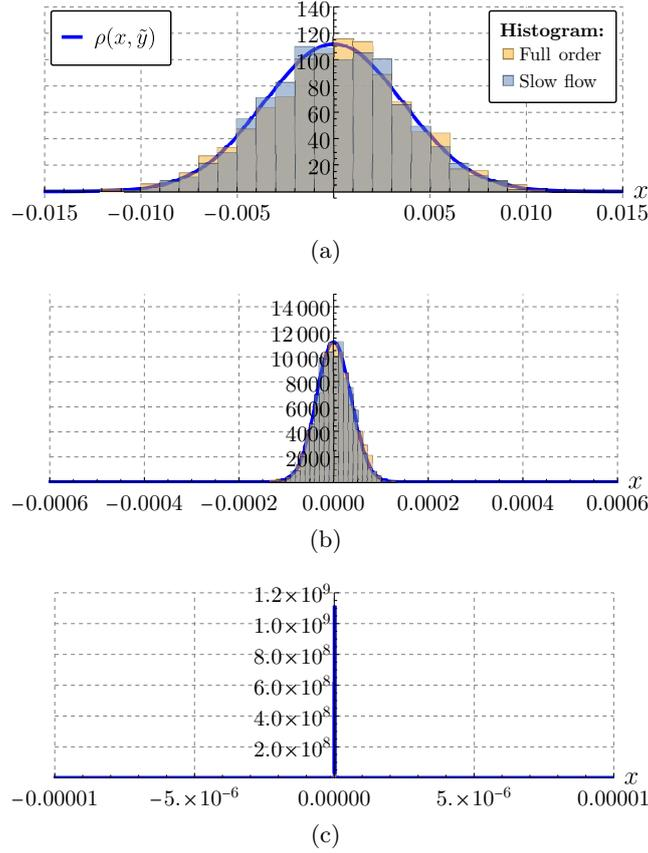 140
120
100
80
60
40
20
ρ(x, ỹ)
Histogram:
Full order
Slow flow
x
−0.015 −0.010 −0.005 0.005 0.010 0.015
(a)
14 000
12 000
10 000
8000
6000
4000
2000
x
−0.0006 −0.0004 −0.0002 0.0000 0.0002 0.0004 0.0006
(b)
1.2×10⁹
1.0×10⁹
8.0×10⁸
6.0×10⁸
4.0×10⁸
2.0×10⁸
x
−0.00001 −5.×10⁻⁶ 0.00000 5.×10⁻⁶ 0.00001
(c)